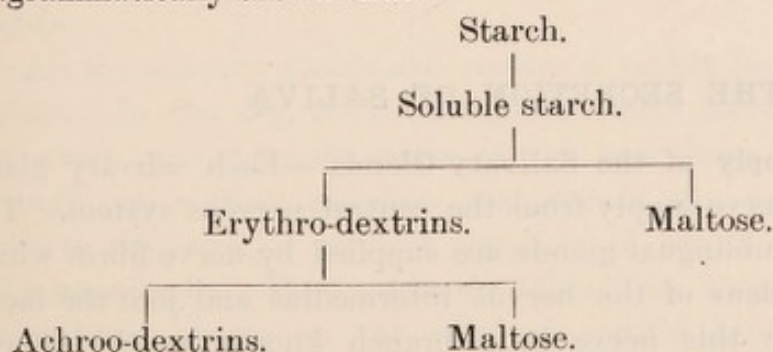 Starch.
Soluble starch.
Erythro-dextrins. Maltose.
Achroo-dextrins. Maltose.